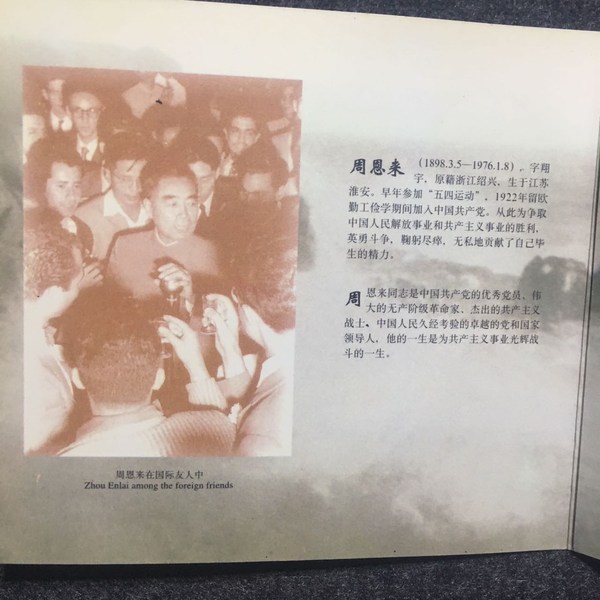 周恩来 （1898.3.5—1976.1.8），字翔
宇，原籍浙江绍兴，生于江苏
淮安。早年参加“五四运动”，1922年留欧
勤工俭学期间加入中国共产党。从此为争取
中国人民解放事业和共产主义事业的胜利，
英勇斗争，鞠躬尽瘁，无私地贡献了自己毕
生的精力。
周恩来同志是中国共产党的优秀党员、伟
大的无产阶级革命家、杰出的共产主义
战士、中国人民久经考验的卓越的党和国家
领导人，他的一生是为共产主义事业光辉战
斗的一生。
周恩来在国际友人中
Zhou Enlai among the foreign friends